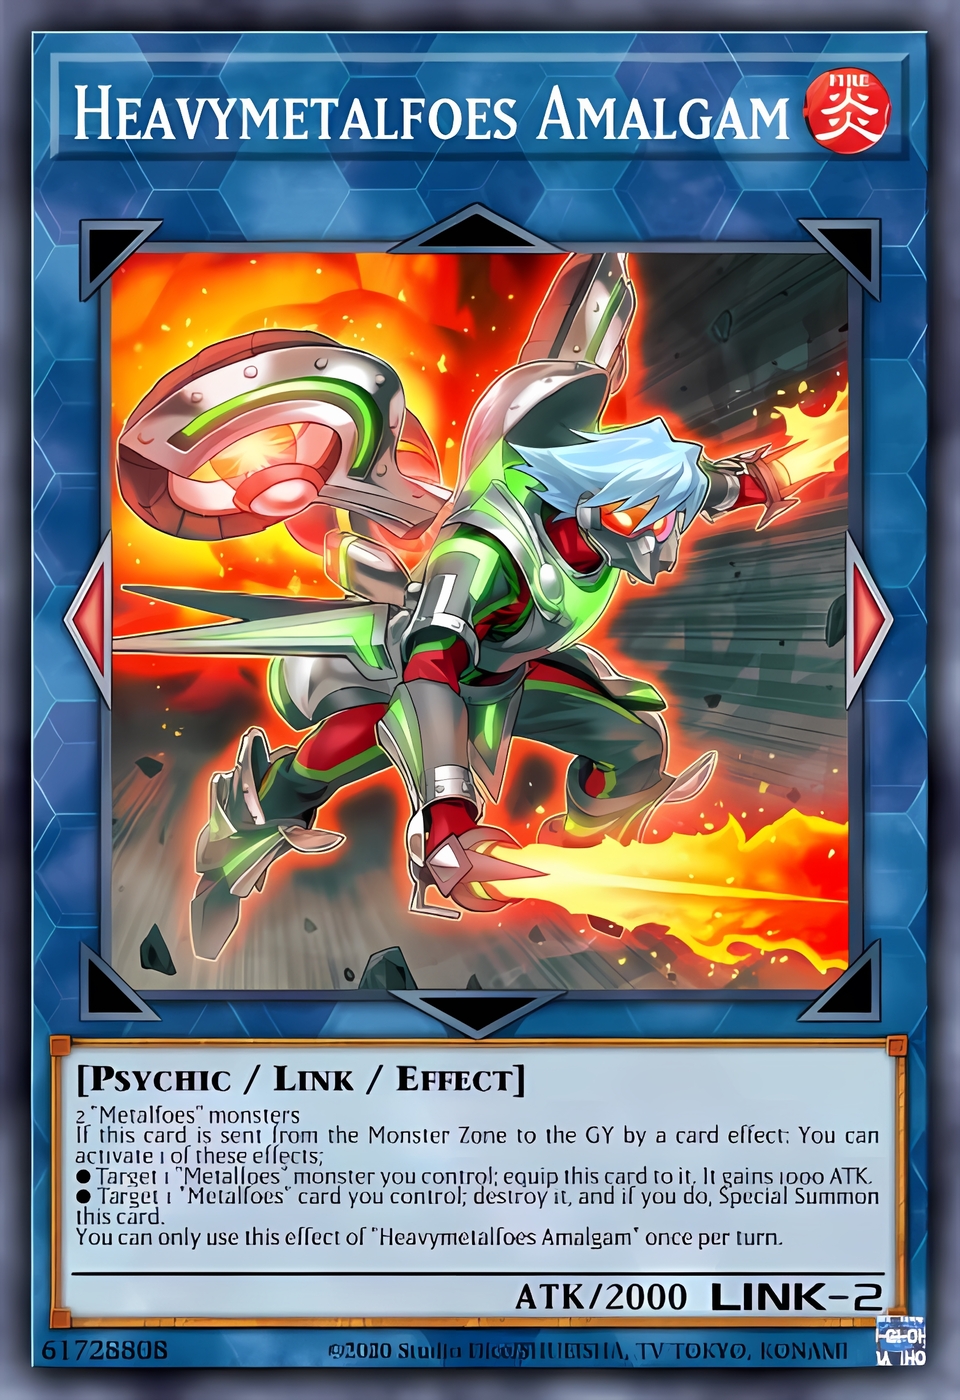 HEAVYMETALFOES AMALGAM
炎
[PSYCHIC / LINK / EFFECT]
2 "Metalfoes" monsters
If this card is sent from the Monster Zone to the GY by a card effect: You can
activate 1 of these effects;
● Target 1 "Metalfoes" monster you control; equip this card to it. It gains 1000 ATK.
● Target 1 "Metalfoes" card you control; destroy it, and if you do, Special Summon
this card.
You can only use this effect of "Heavymetalfoes Amalgam" once per turn.
ATK/2000 LINK-2
61728808 TV TOKYO, KONAMI